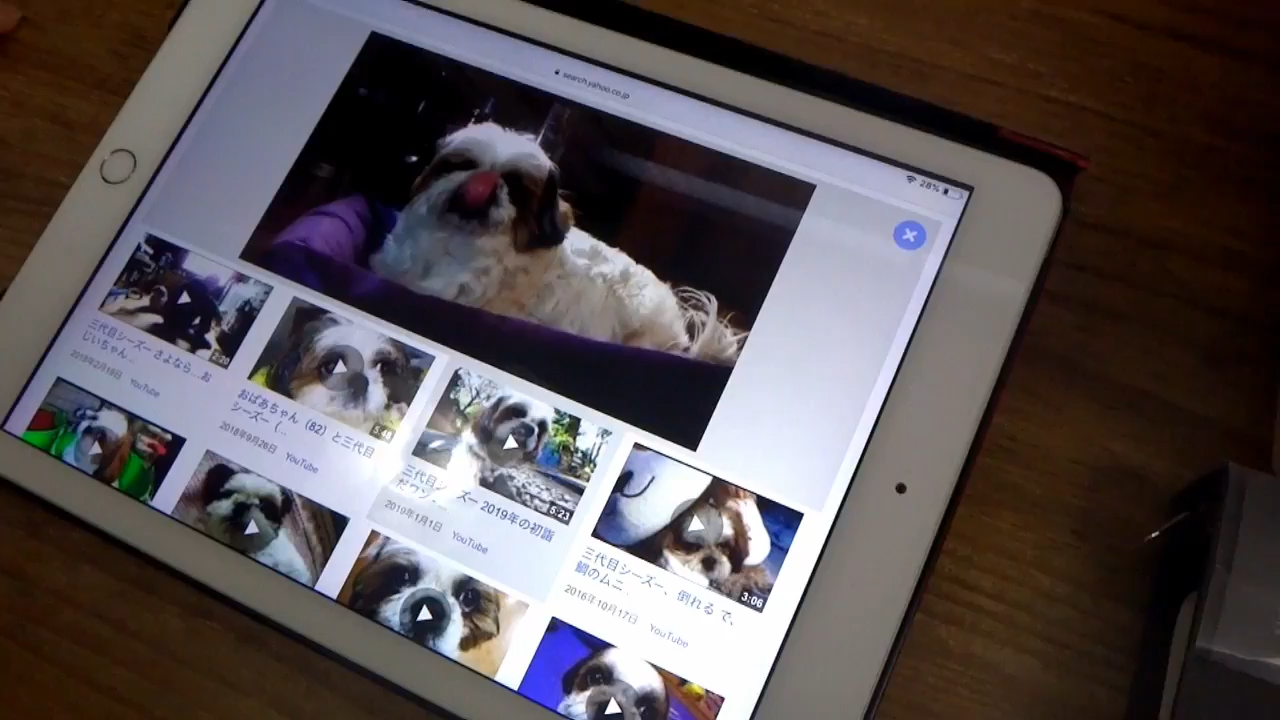 search.yahoo.co.jp
28%
三代目シーズー さよなら…お
じいちゃん…
2019年2月19日 YouTube
2:20
おばあちゃん (82) と三代目
シーズー (…
2018年9月26日 YouTube
5:48
三代目シーズー 2019年の初詣
だワン…
2019年1月1日 YouTube
5:23
三代目シーズー、倒れる で、
鯛のムニ…
2016年10月17日 YouTube
3:06